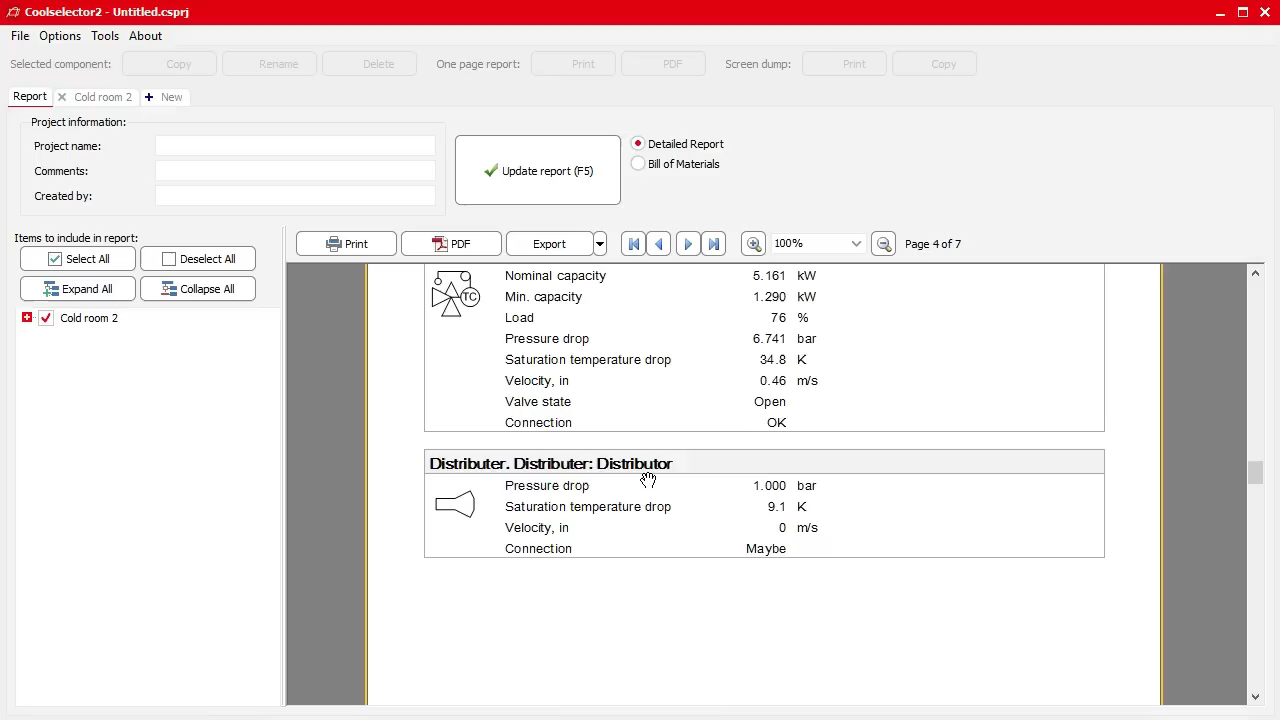 Coolselector2 - Untitled.csprj
File Options Tools About
Selected component: Copy Rename Delete One page report: Print PDF Screen dump: Print Copy
Report Cold room 2 New
Project information:
Project name:
Comments:
Created by:
Update report (F5)
Detailed Report
Bill of Materials
Items to include in report:
Select All Deselect All
Expand All Collapse All
Cold room 2
Print PDF Export 100% Page 4 of 7
Nominal capacity 5.161 kW
Min. capacity 1.290 kW
TC
Load 76 %
Pressure drop 6.741 bar
Saturation temperature drop 34.8 K
Velocity, in 0.46 m/s
Valve state Open
Connection OK
Distributer. Distributer: Distributor
Pressure drop 1.000 bar
Saturation temperature drop 9.1 K
Velocity, in 0 m/s
Connection Maybe